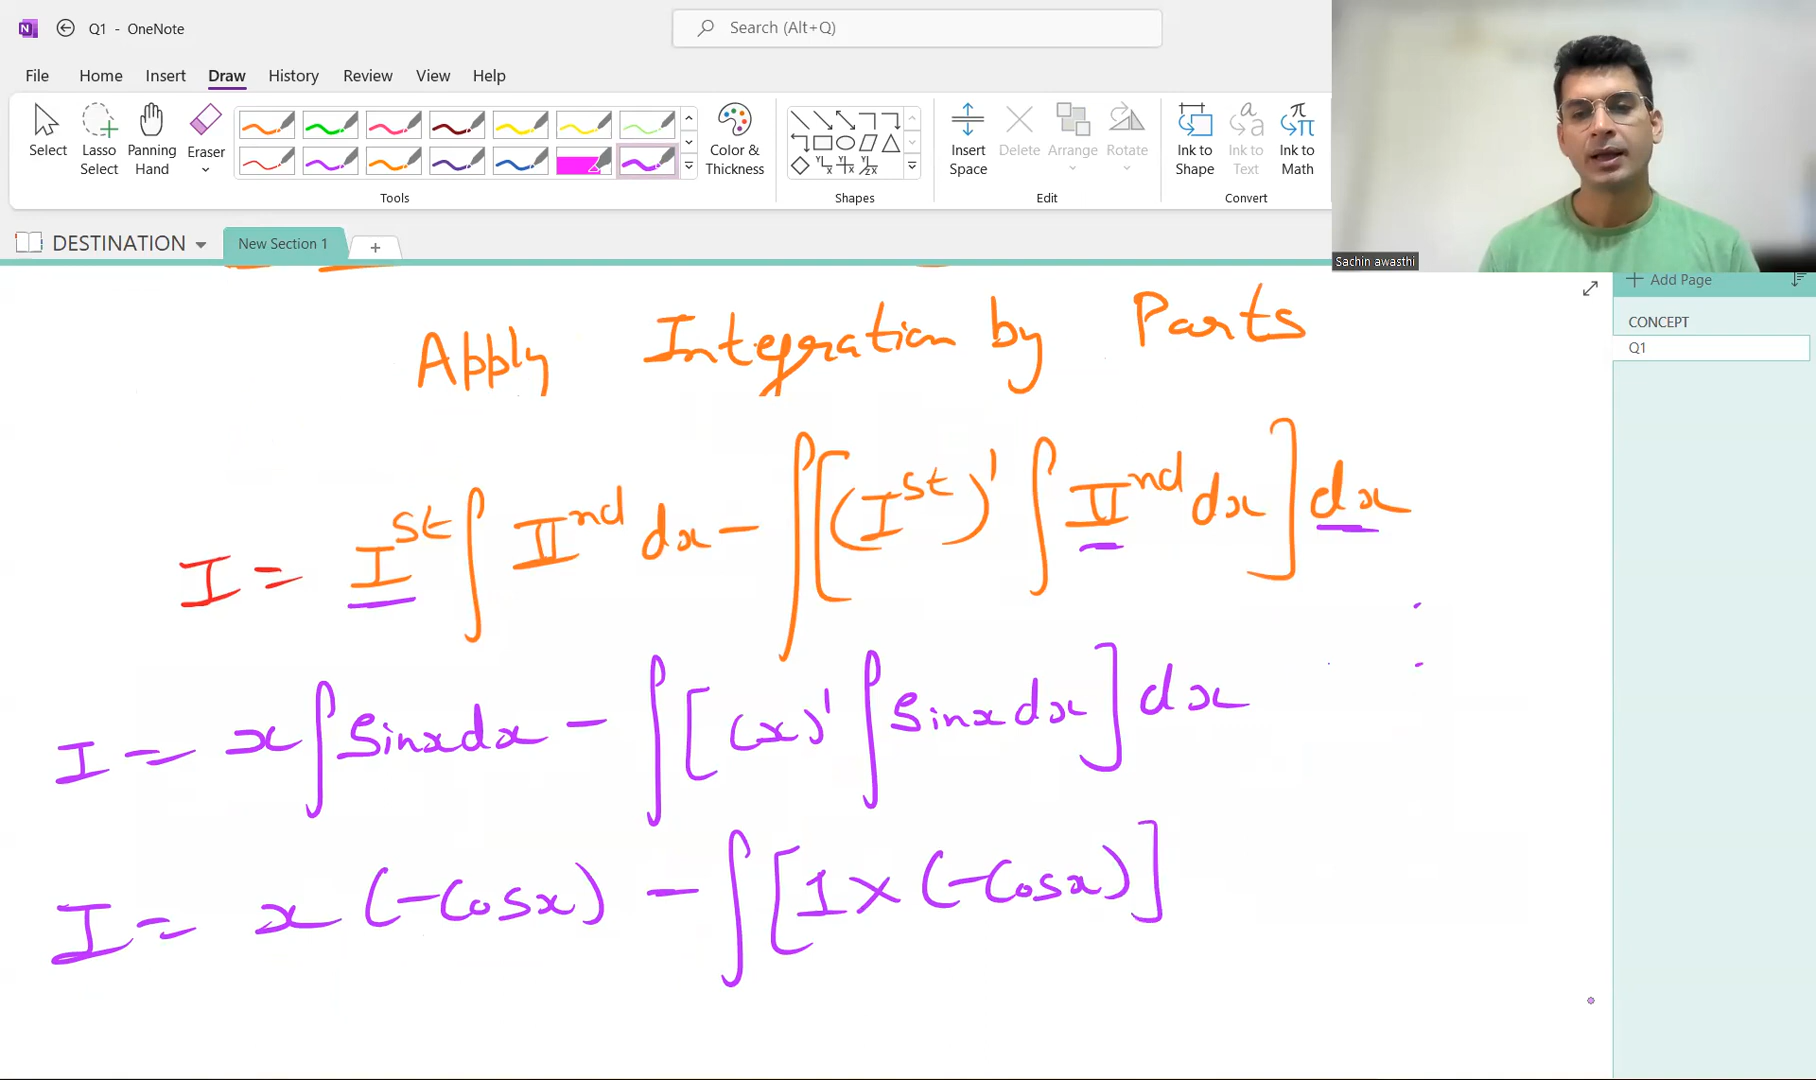 Q1 - OneNote
Search (Alt+Q)
File Home Insert Draw History Review View Help
Select
Lasso Select
Panning Hand
Eraser
Color & Thickness
Insert Space
Delete
Arrange
Rotate
Ink to Shape
Ink to Text
Ink to Math
Tools
Shapes
Edit
Convert
Sachin awasthi
DESTINATION
New Section 1
+
Add Page
CONCEPT
Q1
Apply Integration by Parts
I = I^st ∫ II^nd dx - ∫ [(I^st)' ∫ II^nd dx] dx
I = x ∫ sinx dx - ∫ [(x)' ∫ sinx dx] dx
I = x (-cosx) - ∫ [1 × (-cosx)]